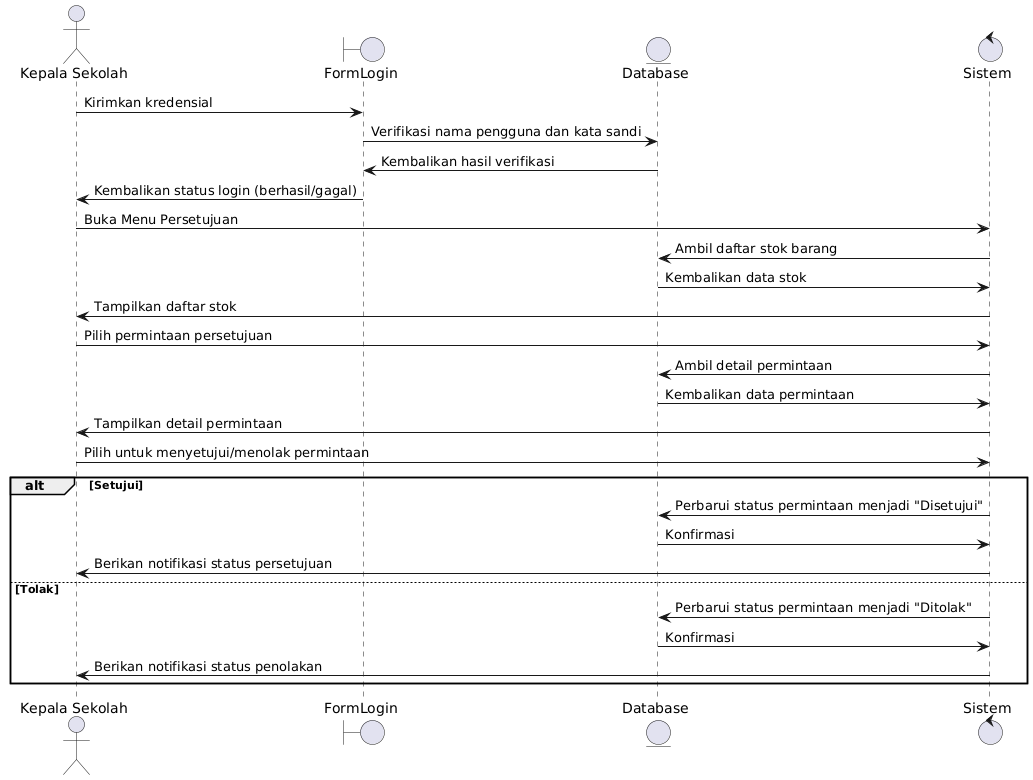 Kepala Sekolah
FormLogin
Database
Sistem
Kirimkan kredensial
Verifikasi nama pengguna dan kata sandi
Kembalikan hasil verifikasi
Kembalikan status login (berhasil/gagal)
Buka Menu Persetujuan
Ambil daftar stok barang
Kembalikan data stok
Tampilkan daftar stok
Pilih permintaan persetujuan
Ambil detail permintaan
Kembalikan data permintaan
Tampilkan detail permintaan
Pilih untuk menyetujui/menolak permintaan
alt [Setujui]
Perbarui status permintaan menjadi "Disetujui"
Konfirmasi
Berikan notifikasi status persetujuan
[Tolak]
Perbarui status permintaan menjadi "Ditolak"
Konfirmasi
Berikan notifikasi status penolakan
Kepala Sekolah
FormLogin
Database
Sistem